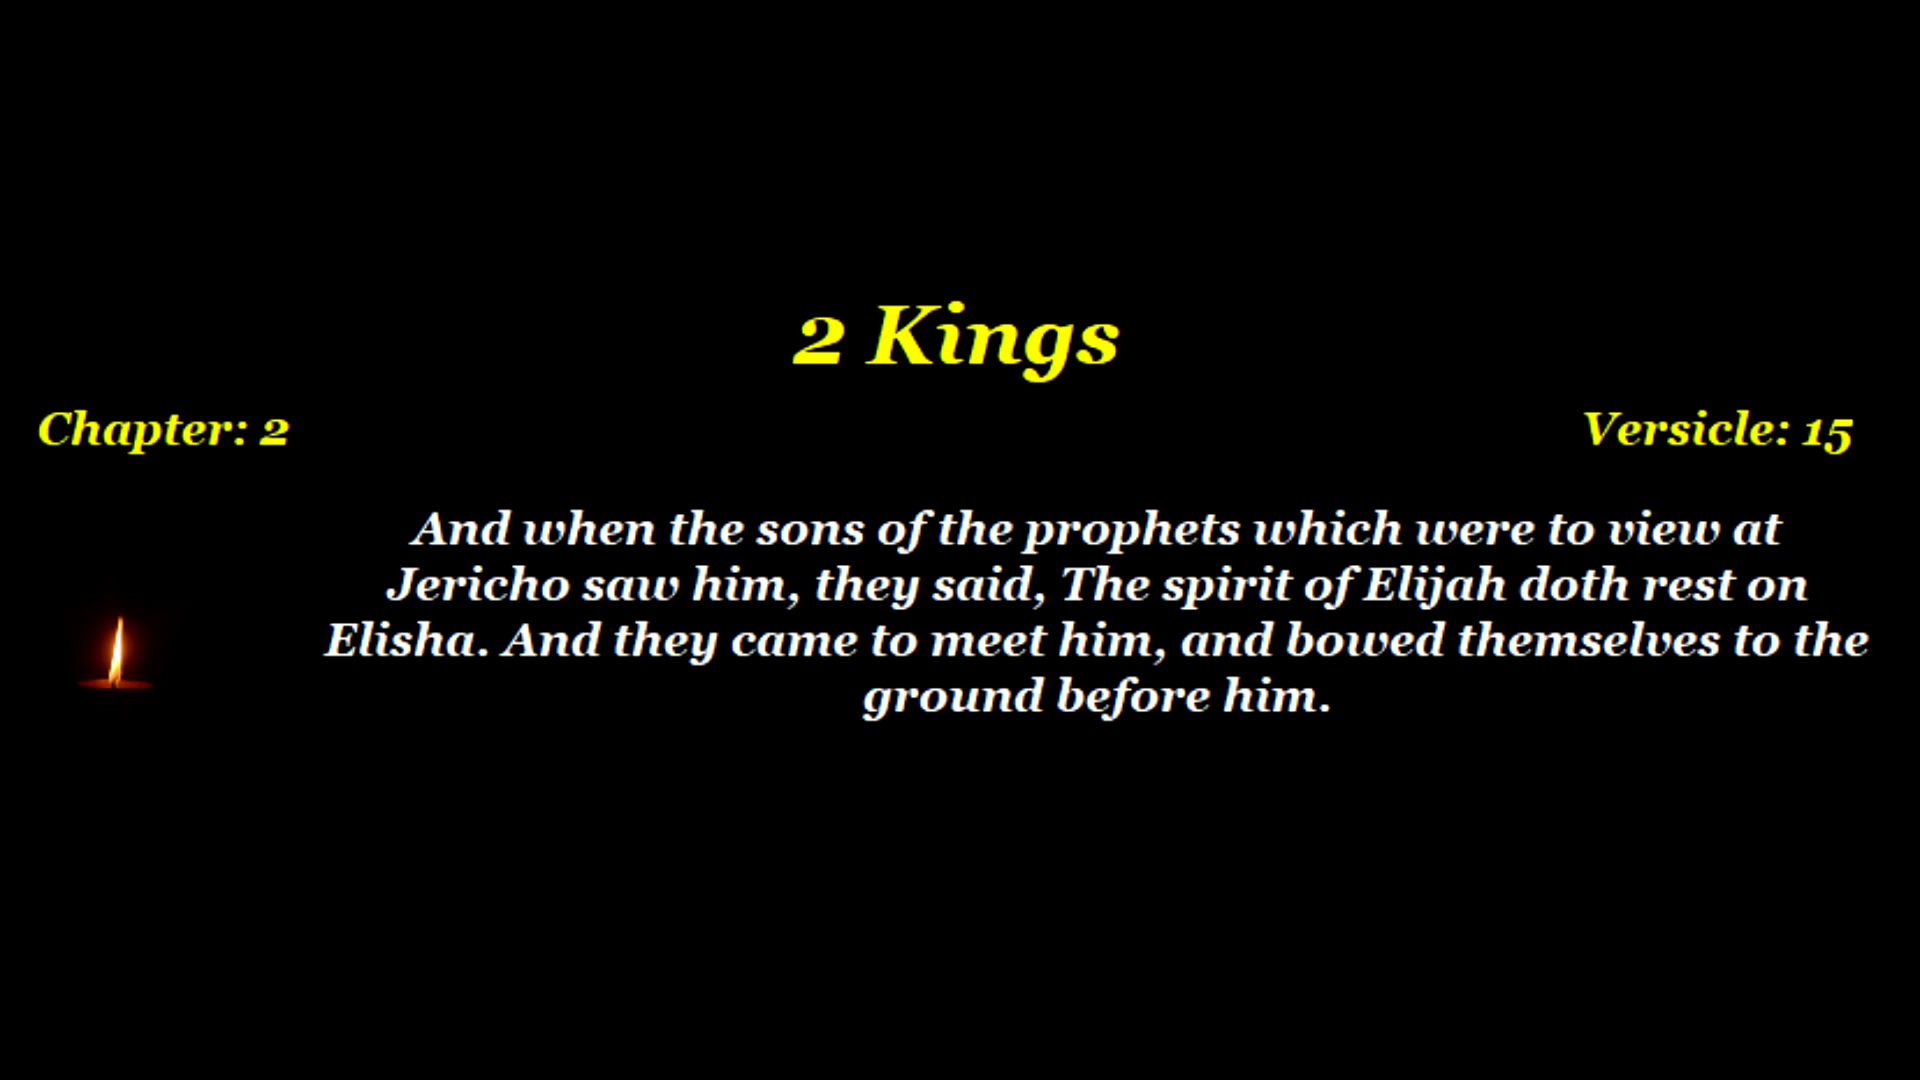 2 Kings
Chapter: 2
Versicle: 15
And when the sons of the prophets which were to view at
Jericho saw him, they said, The spirit of Elijah doth rest on
Elisha. And they came to meet him, and bowed themselves to the
ground before him.